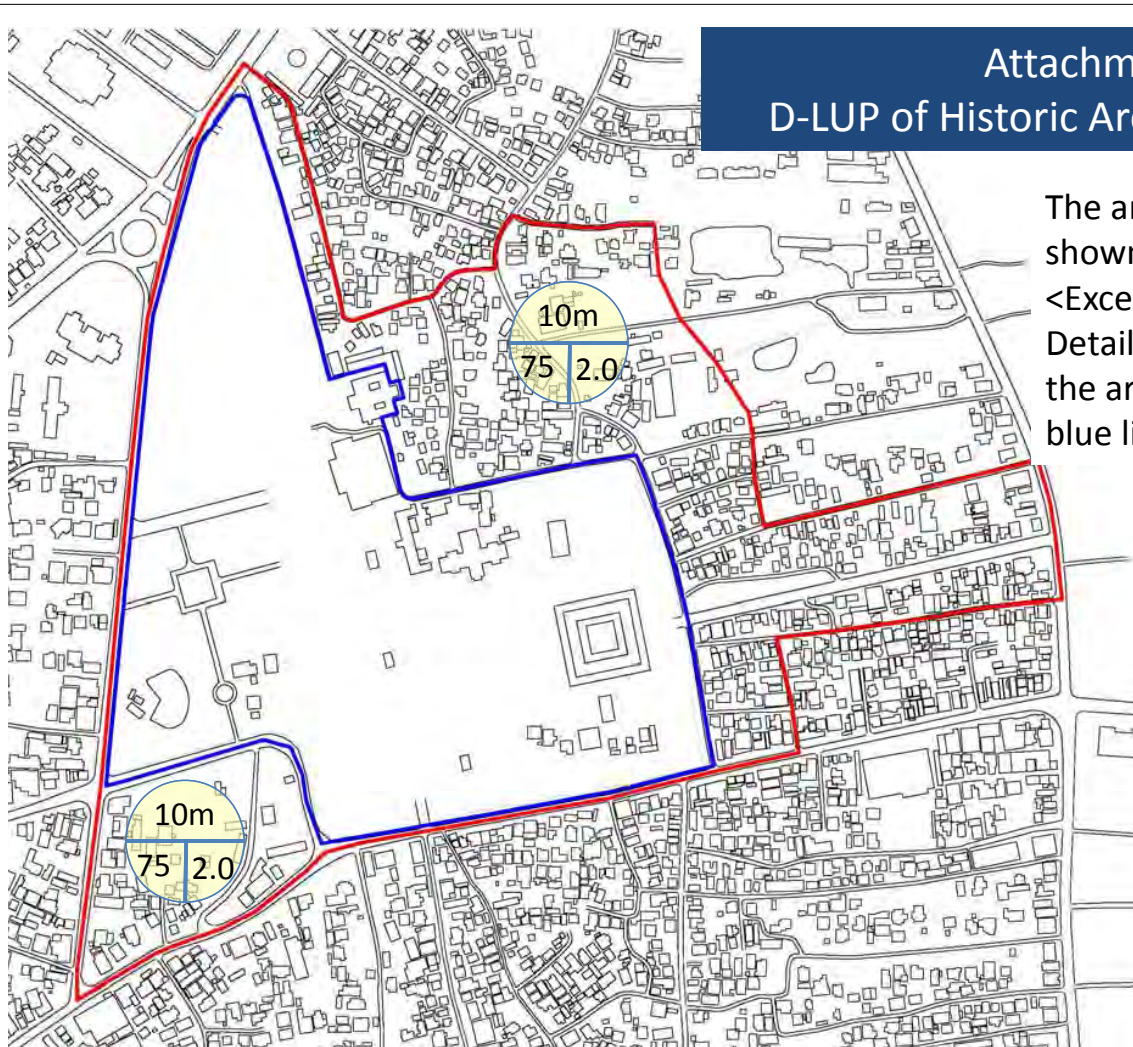 Attachm
D-LUP of Historic Are
The ar
shown
<Exce
Detail
the ar
blue li
10m
75 2.0
10m
75 2.0